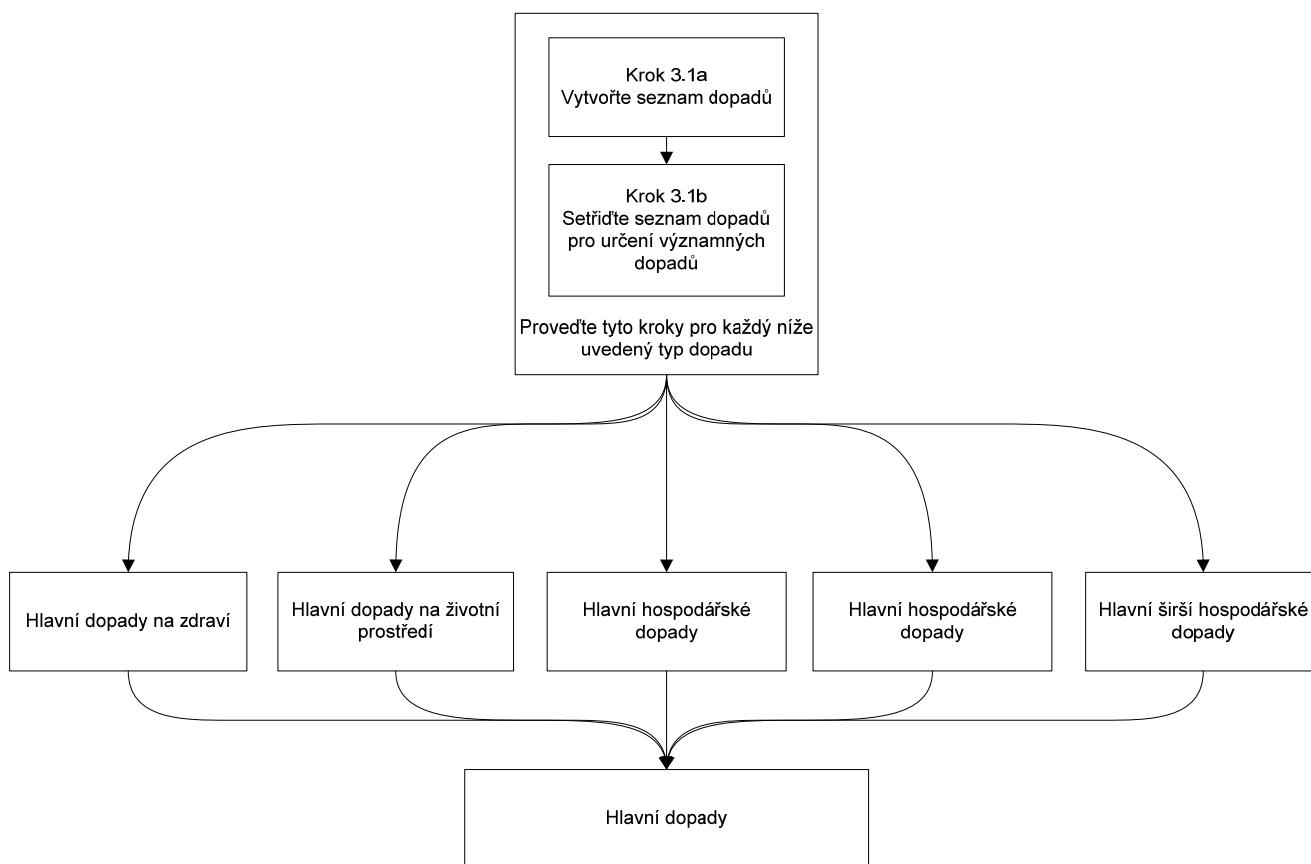 Krok 3.1a
Vytvořte seznam dopadů
Krok 3.1b
Setřiďte seznam dopadů
pro určení významných
dopadů
Proveďte tyto kroky pro každý níže
uvedený typ dopadu
Hlavní dopady na zdraví
Hlavní dopady na životní
prostředí
Hlavní hospodářské
dopady
Hlavní hospodářské
dopady
Hlavní širší hospodářské
dopady
Hlavní dopady